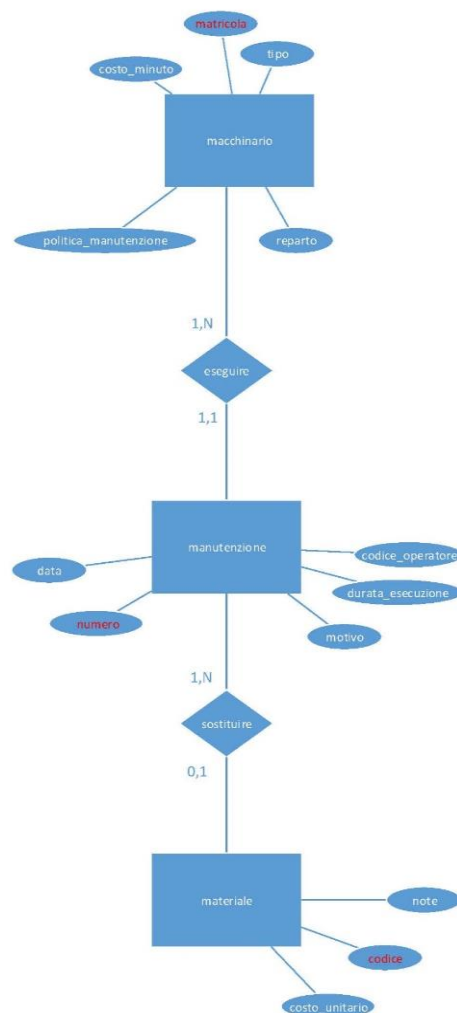 matricola
tipo
costo_minuto
macchinario
politica_manutenzione
reparto
1,N
eseguire
1,1
manutenzione
codice_operatore
data
durata_esecuzione
numero
motivo
1,N
sostituire
0,1
materiale
note
codice
costo_unitario